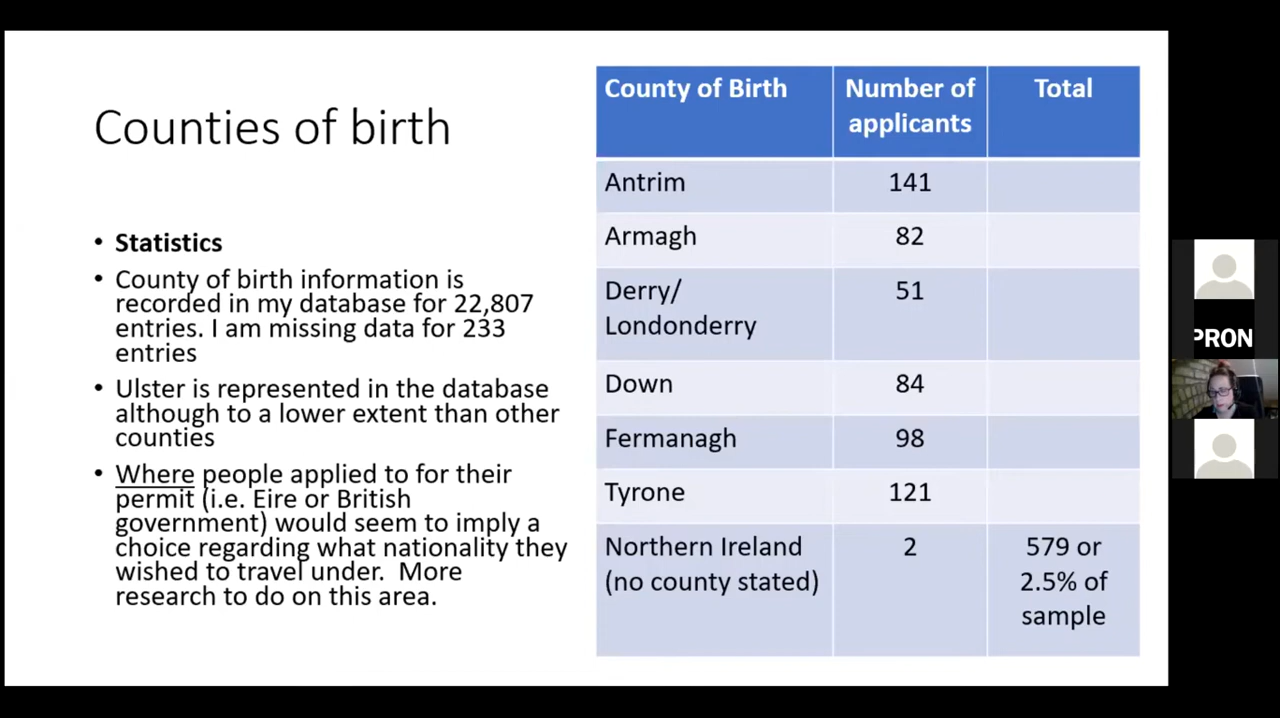 Counties of birth
• Statistics
• County of birth information is
recorded in my database for 22,807
entries. I am missing data for 233
entries
• Ulster is represented in the database
although to a lower extent than other
counties
• Where people applied to for their
permit (i.e. Eire or British
government) would seem to imply a
choice regarding what nationality they
wished to travel under. More
research to do on this area.
County of Birth Number of applicants Total
Antrim 141
Armagh 82
Derry/ Londonderry 51
Down 84
Fermanagh 98
Tyrone 121
Northern Ireland (no county stated) 2 579 or 2.5% of sample
PRON